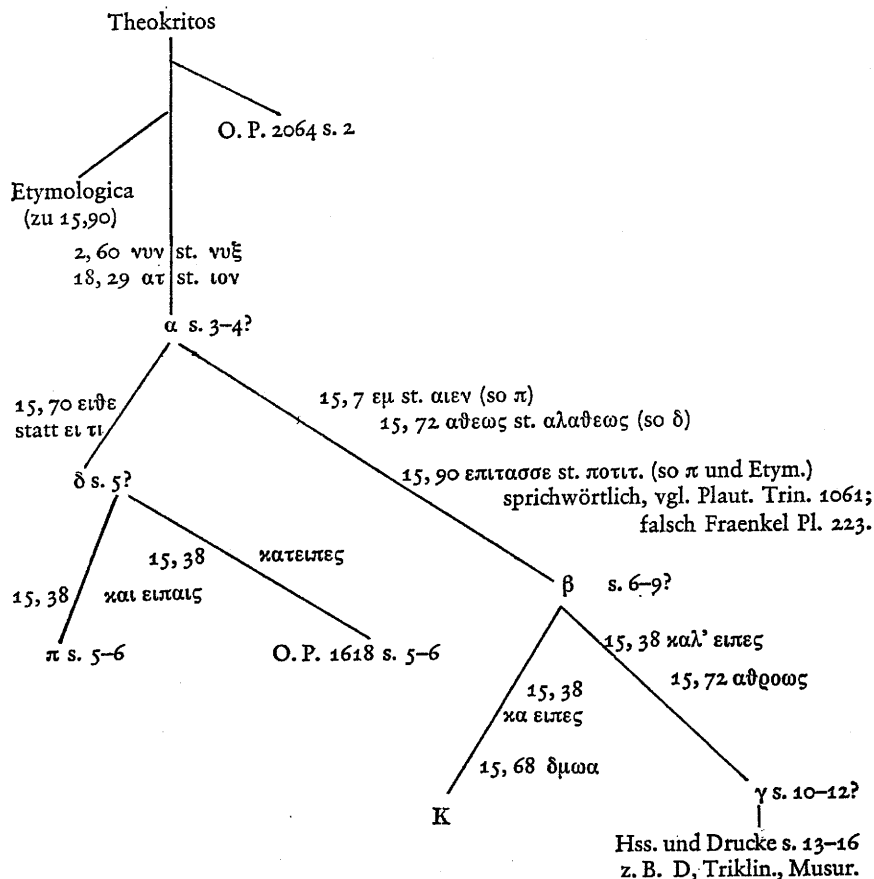 Theokritos
O. P. 2064 s. 2
Etymologica
(zu 15,90)
2, 60 νυν st. νυξ
18, 29 ατ st. ιον
α s. 3–4?
15, 70 ειθε
statt ει τι
15, 7 εμ st. αιεν (so π)
15, 72 αθεως st. αλαθεως (so δ)
15, 90 επιτασσε st. ποτιτ. (so π und Etym.)
sprichwörtlich, vgl. Plaut. Trin. 1061;
falsch Fraenkel Pl. 223.
δ s. 5?
15, 38 κατειπες
15, 38 και ειπαις
π s. 5–6
O. P. 1618 s. 5–6
β s. 6–9?
15, 38 καλ' ειπες
15, 72 αθροως
15, 38
κα ειπες
15, 68 δμωα
K
γ s. 10–12?
Hss. und Drucke s. 13–16
z. B. D, Triklin., Musur.